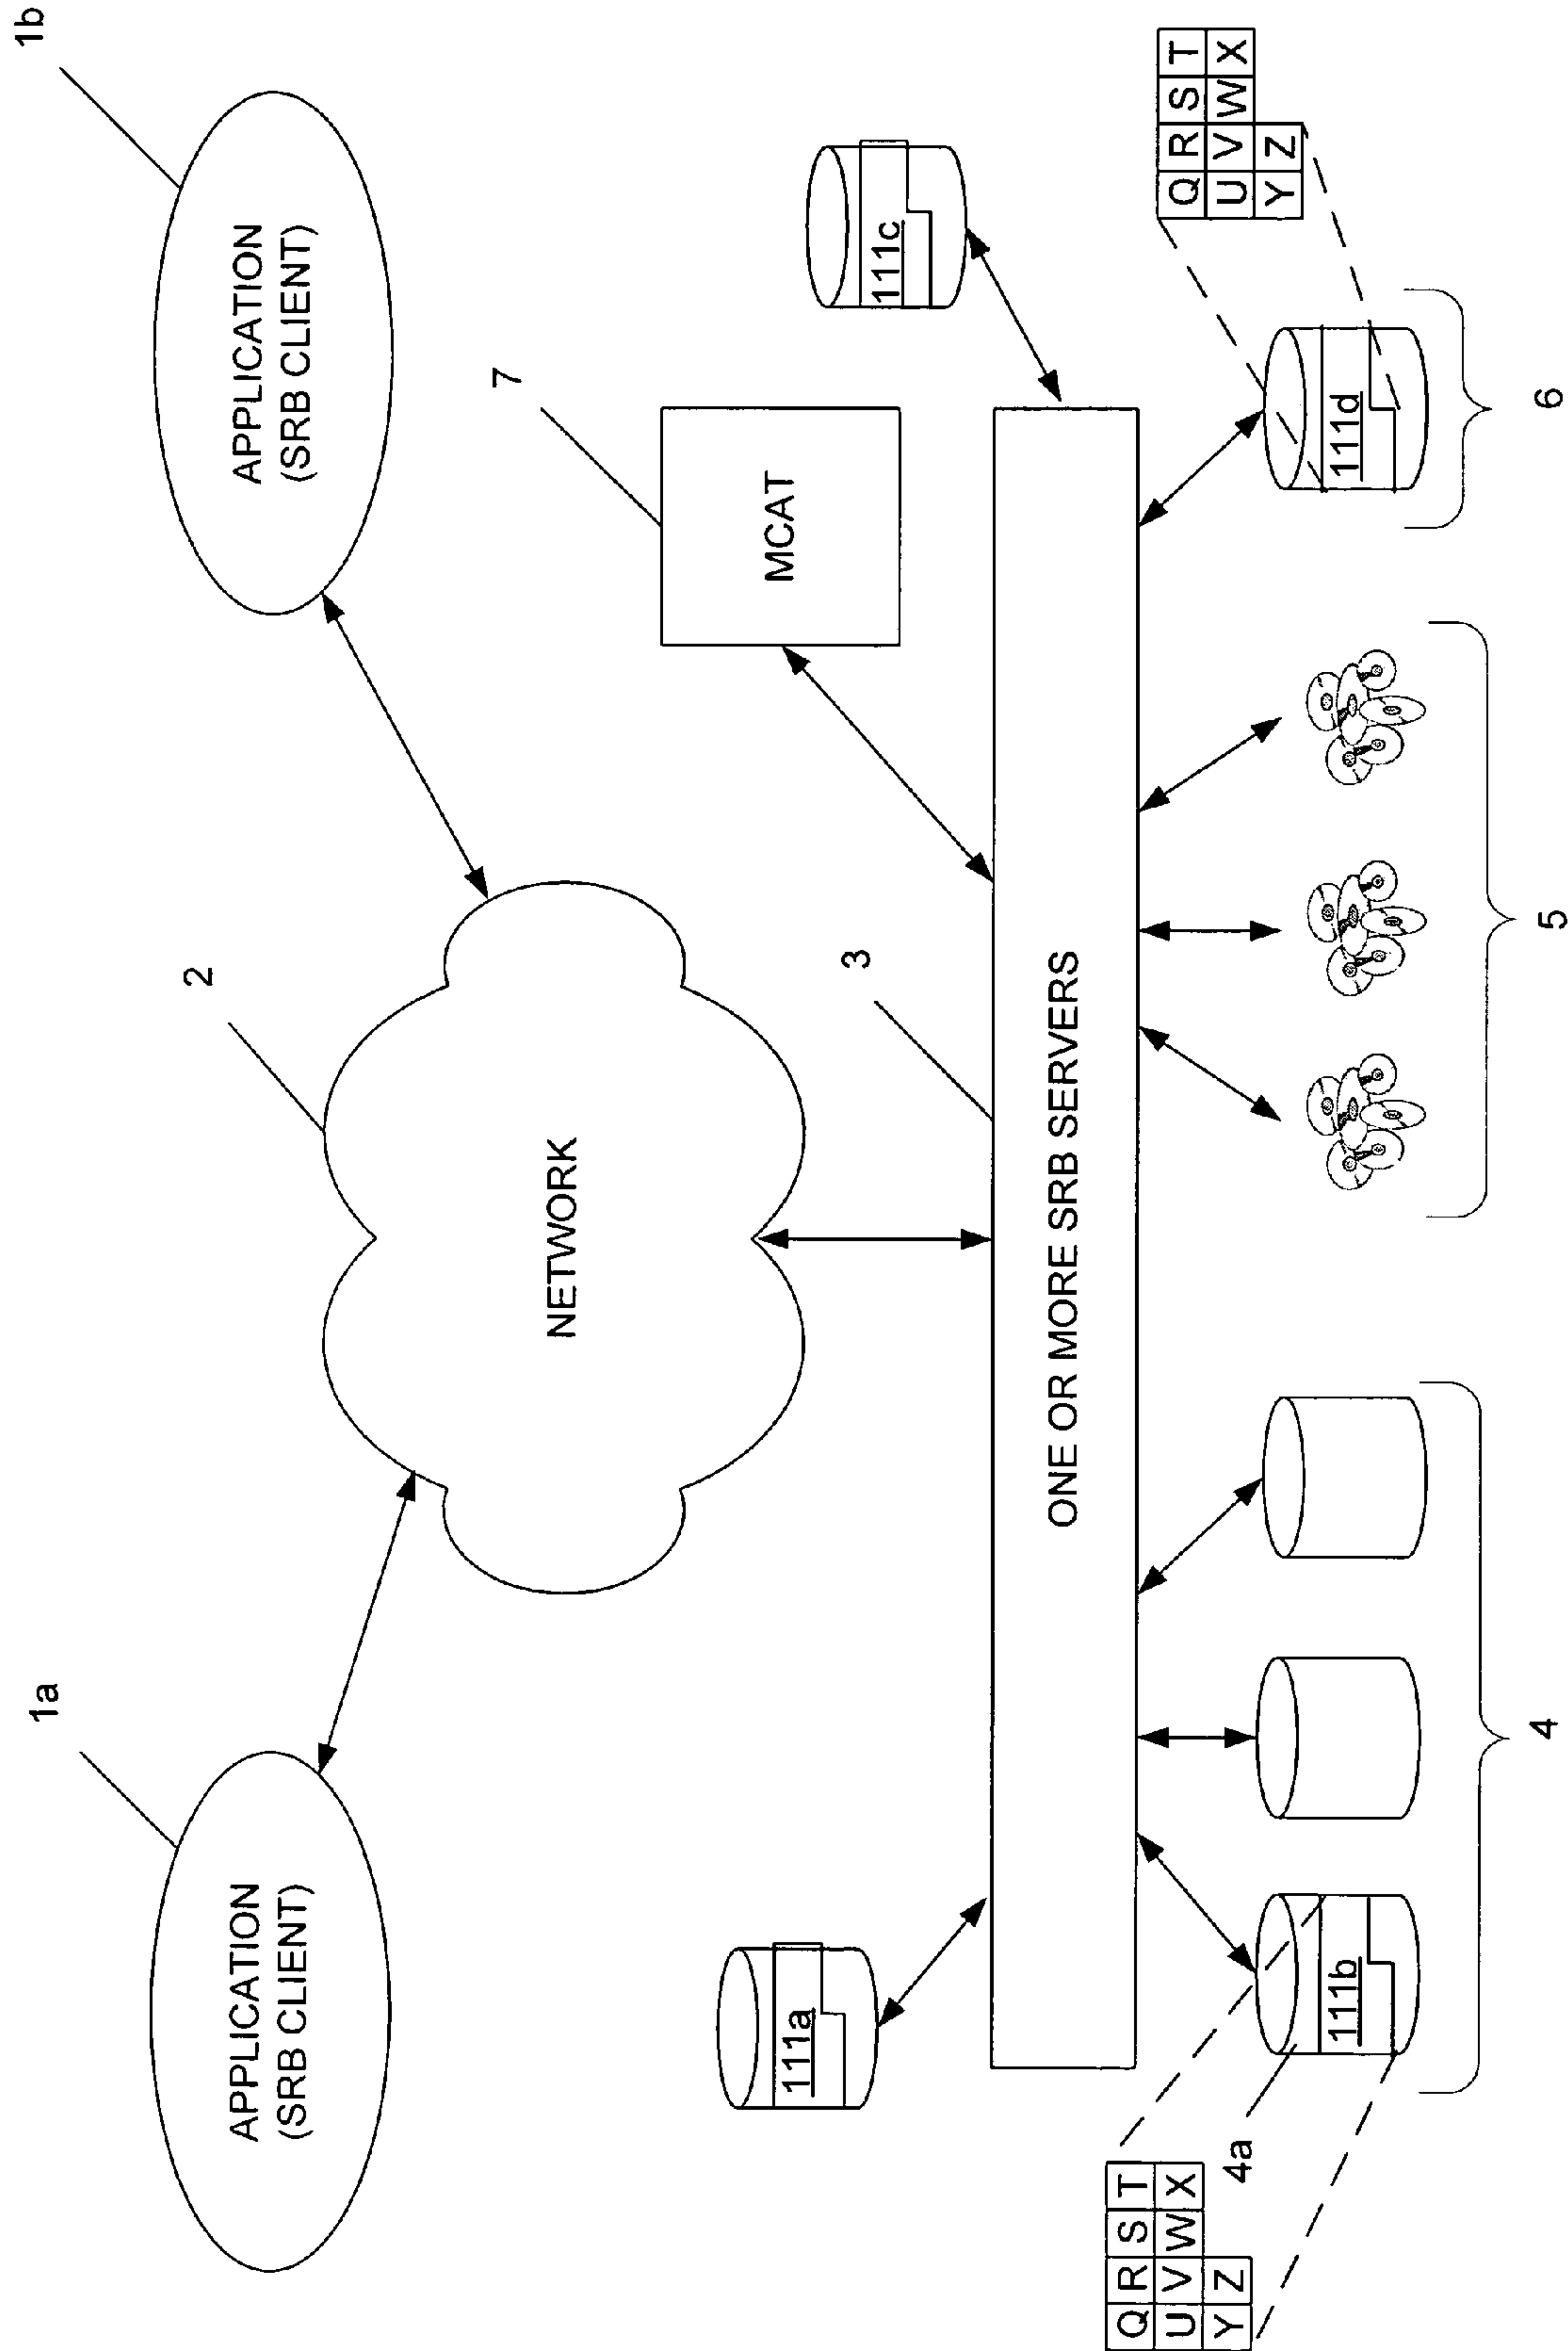 1a
1b
APPLICATION
(SRB CLIENT)
APPLICATION
(SRB CLIENT)
2
NETWORK
7
MCAT
111a
3
111c
ONE OR MORE SRB SERVERS
Q R S T
U V W X
Y Z
4a
111b
111d
Q R S T
U V W X
Y Z
4
5
6